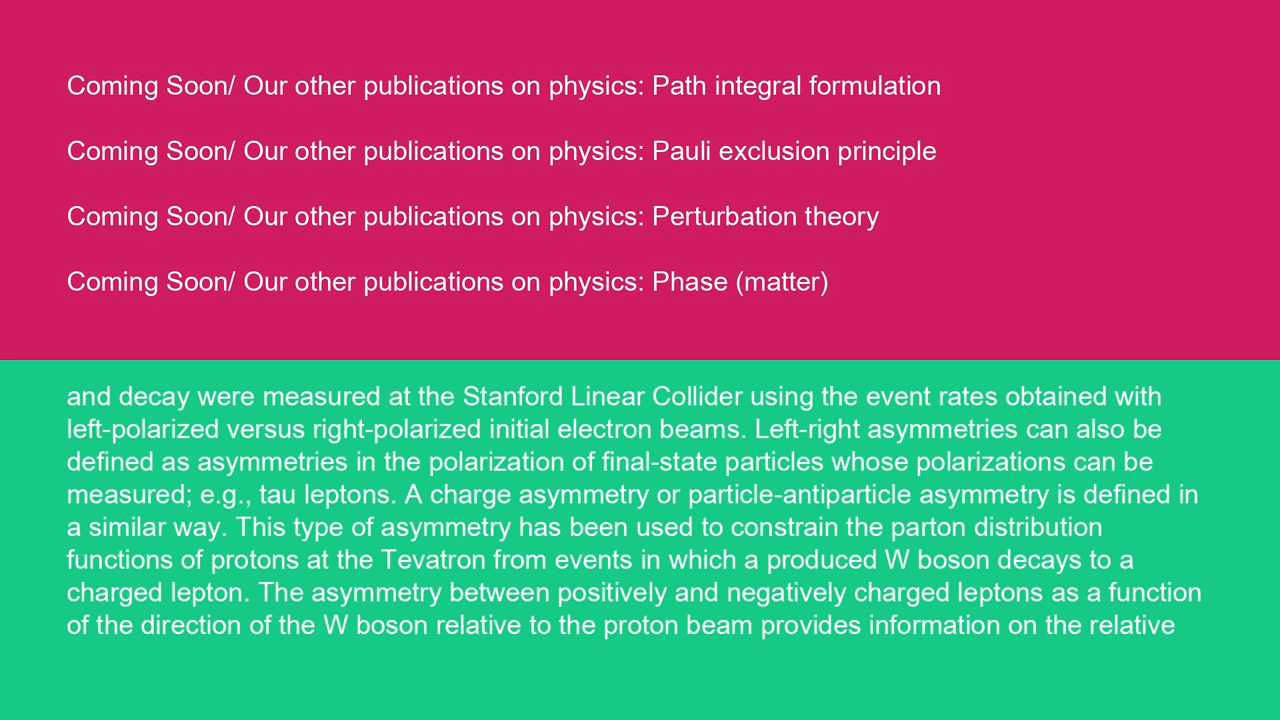 Coming Soon/ Our other publications on physics: Path integral formulation
Coming Soon/ Our other publications on physics: Pauli exclusion principle
Coming Soon/ Our other publications on physics: Perturbation theory
Coming Soon/ Our other publications on physics: Phase (matter)
and decay were measured at the Stanford Linear Collider using the event rates obtained with
left-polarized versus right-polarized initial electron beams. Left-right asymmetries can also be
defined as asymmetries in the polarization of final-state particles whose polarizations can be
measured; e.g., tau leptons. A charge asymmetry or particle-antiparticle asymmetry is defined in
a similar way. This type of asymmetry has been used to constrain the parton distribution
functions of protons at the Tevatron from events in which a produced W boson decays to a
charged lepton. The asymmetry between positively and negatively charged leptons as a function
of the direction of the W boson relative to the proton beam provides information on the relative